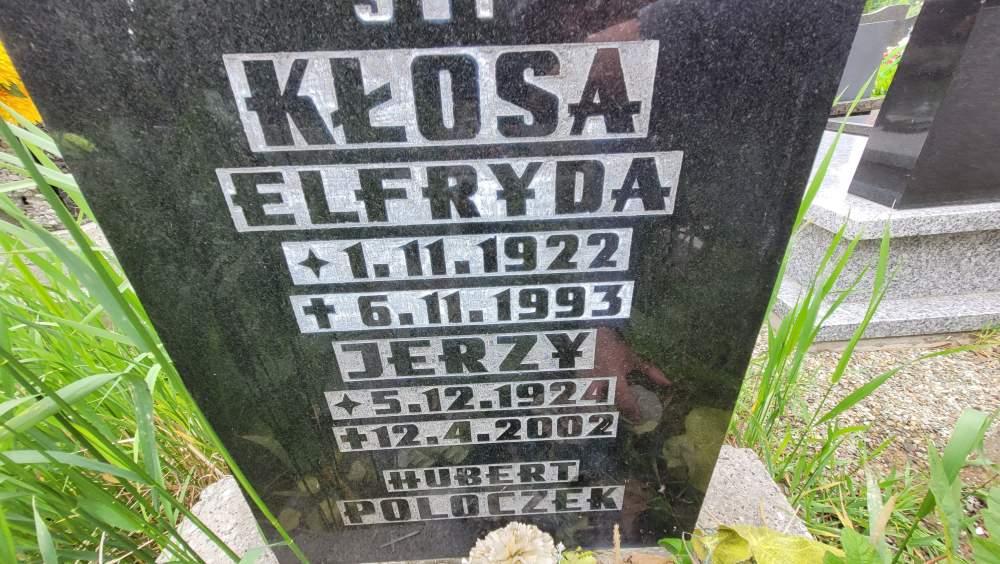 KŁOSA
ELFRYDA
✦ 1.11.1922
✝ 6.11.1993
JERZY
✦ 5.12.1924
✝ 12.4.2002
HUBERT
POLOCZEK